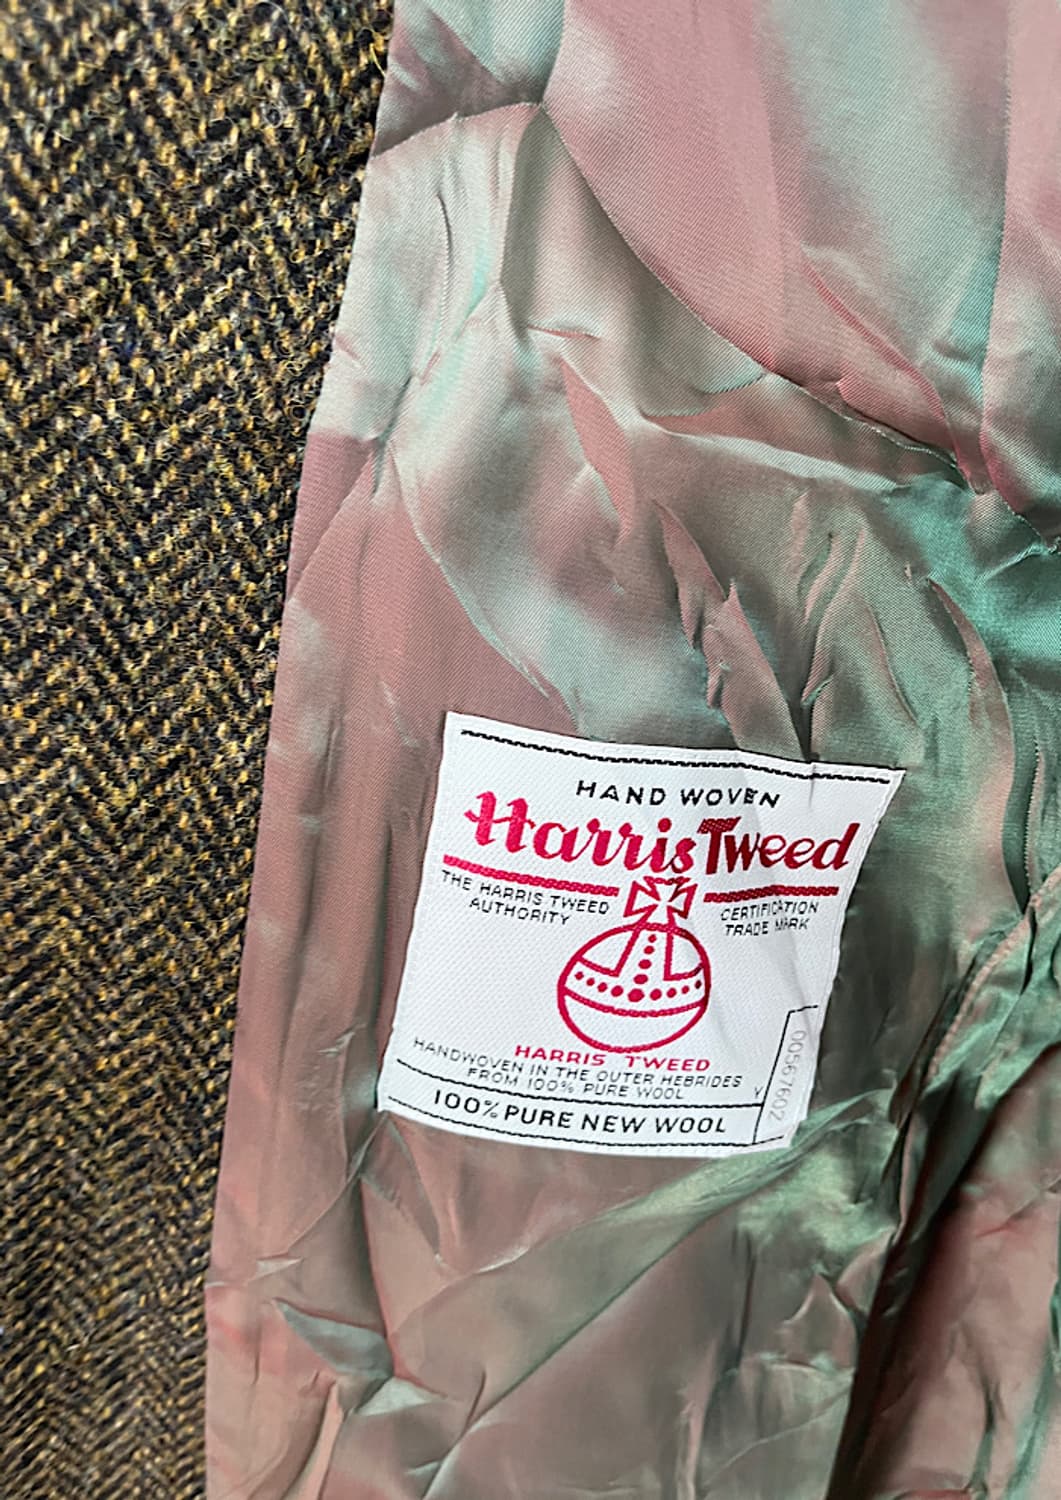 HAND WOVEN
Harris Tweed
THE HARRIS TWEED
AUTHORITY
CERTIFICATION
TRADE MARK
HARRIS TWEED
HANDWOVEN IN THE OUTER HEBRIDES
FROM 100% PURE WOOL
100% PURE NEW WOOL
Y
00567602